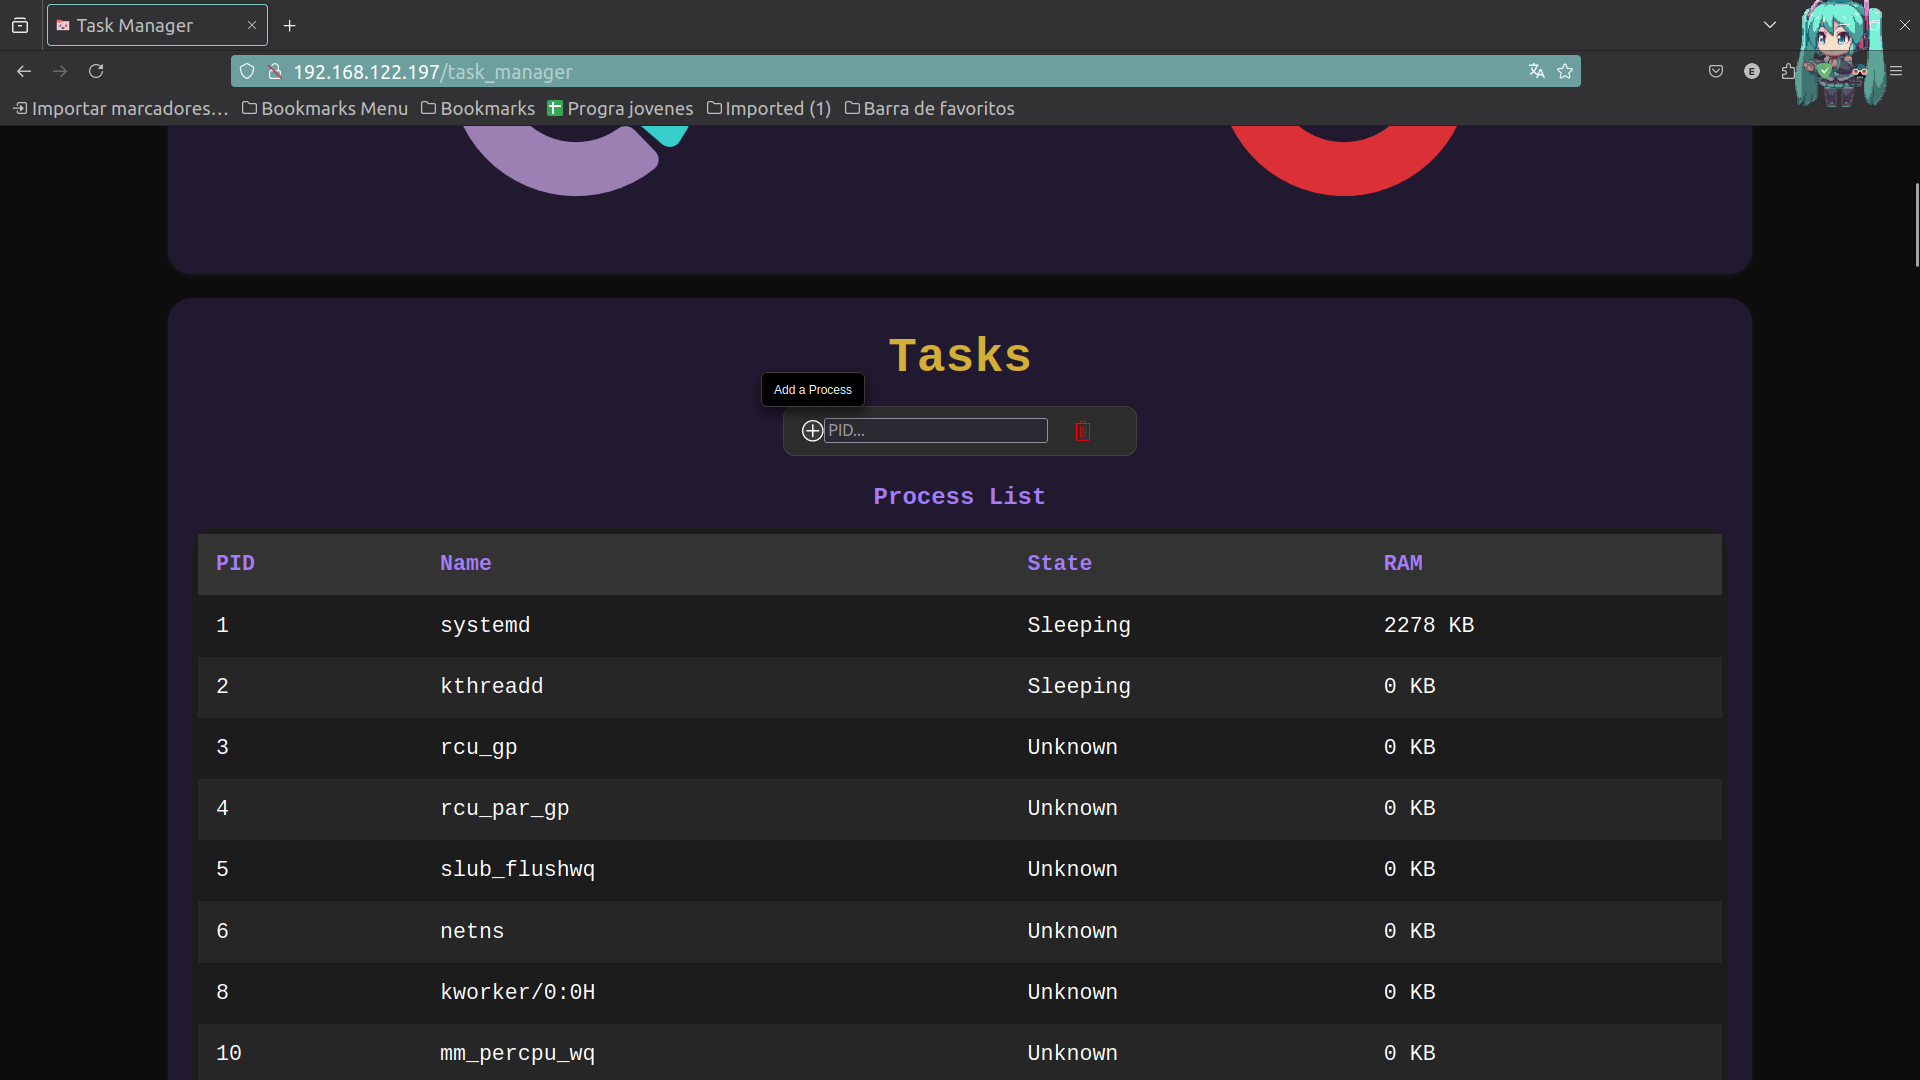 Task Manager
192.168.122.197/task_manager
E
Importar marcadores… Bookmarks Menu Bookmarks Progra jovenes Imported (1) Barra de favoritos
Tasks
Add a Process
PID...
Process List
PID Name State RAM
1 systemd Sleeping 2278 KB
2 kthreadd Sleeping 0 KB
3 rcu_gp Unknown 0 KB
4 rcu_par_gp Unknown 0 KB
5 slub_flushwq Unknown 0 KB
6 netns Unknown 0 KB
8 kworker/0:0H Unknown 0 KB
10 mm_percpu_wq Unknown 0 KB